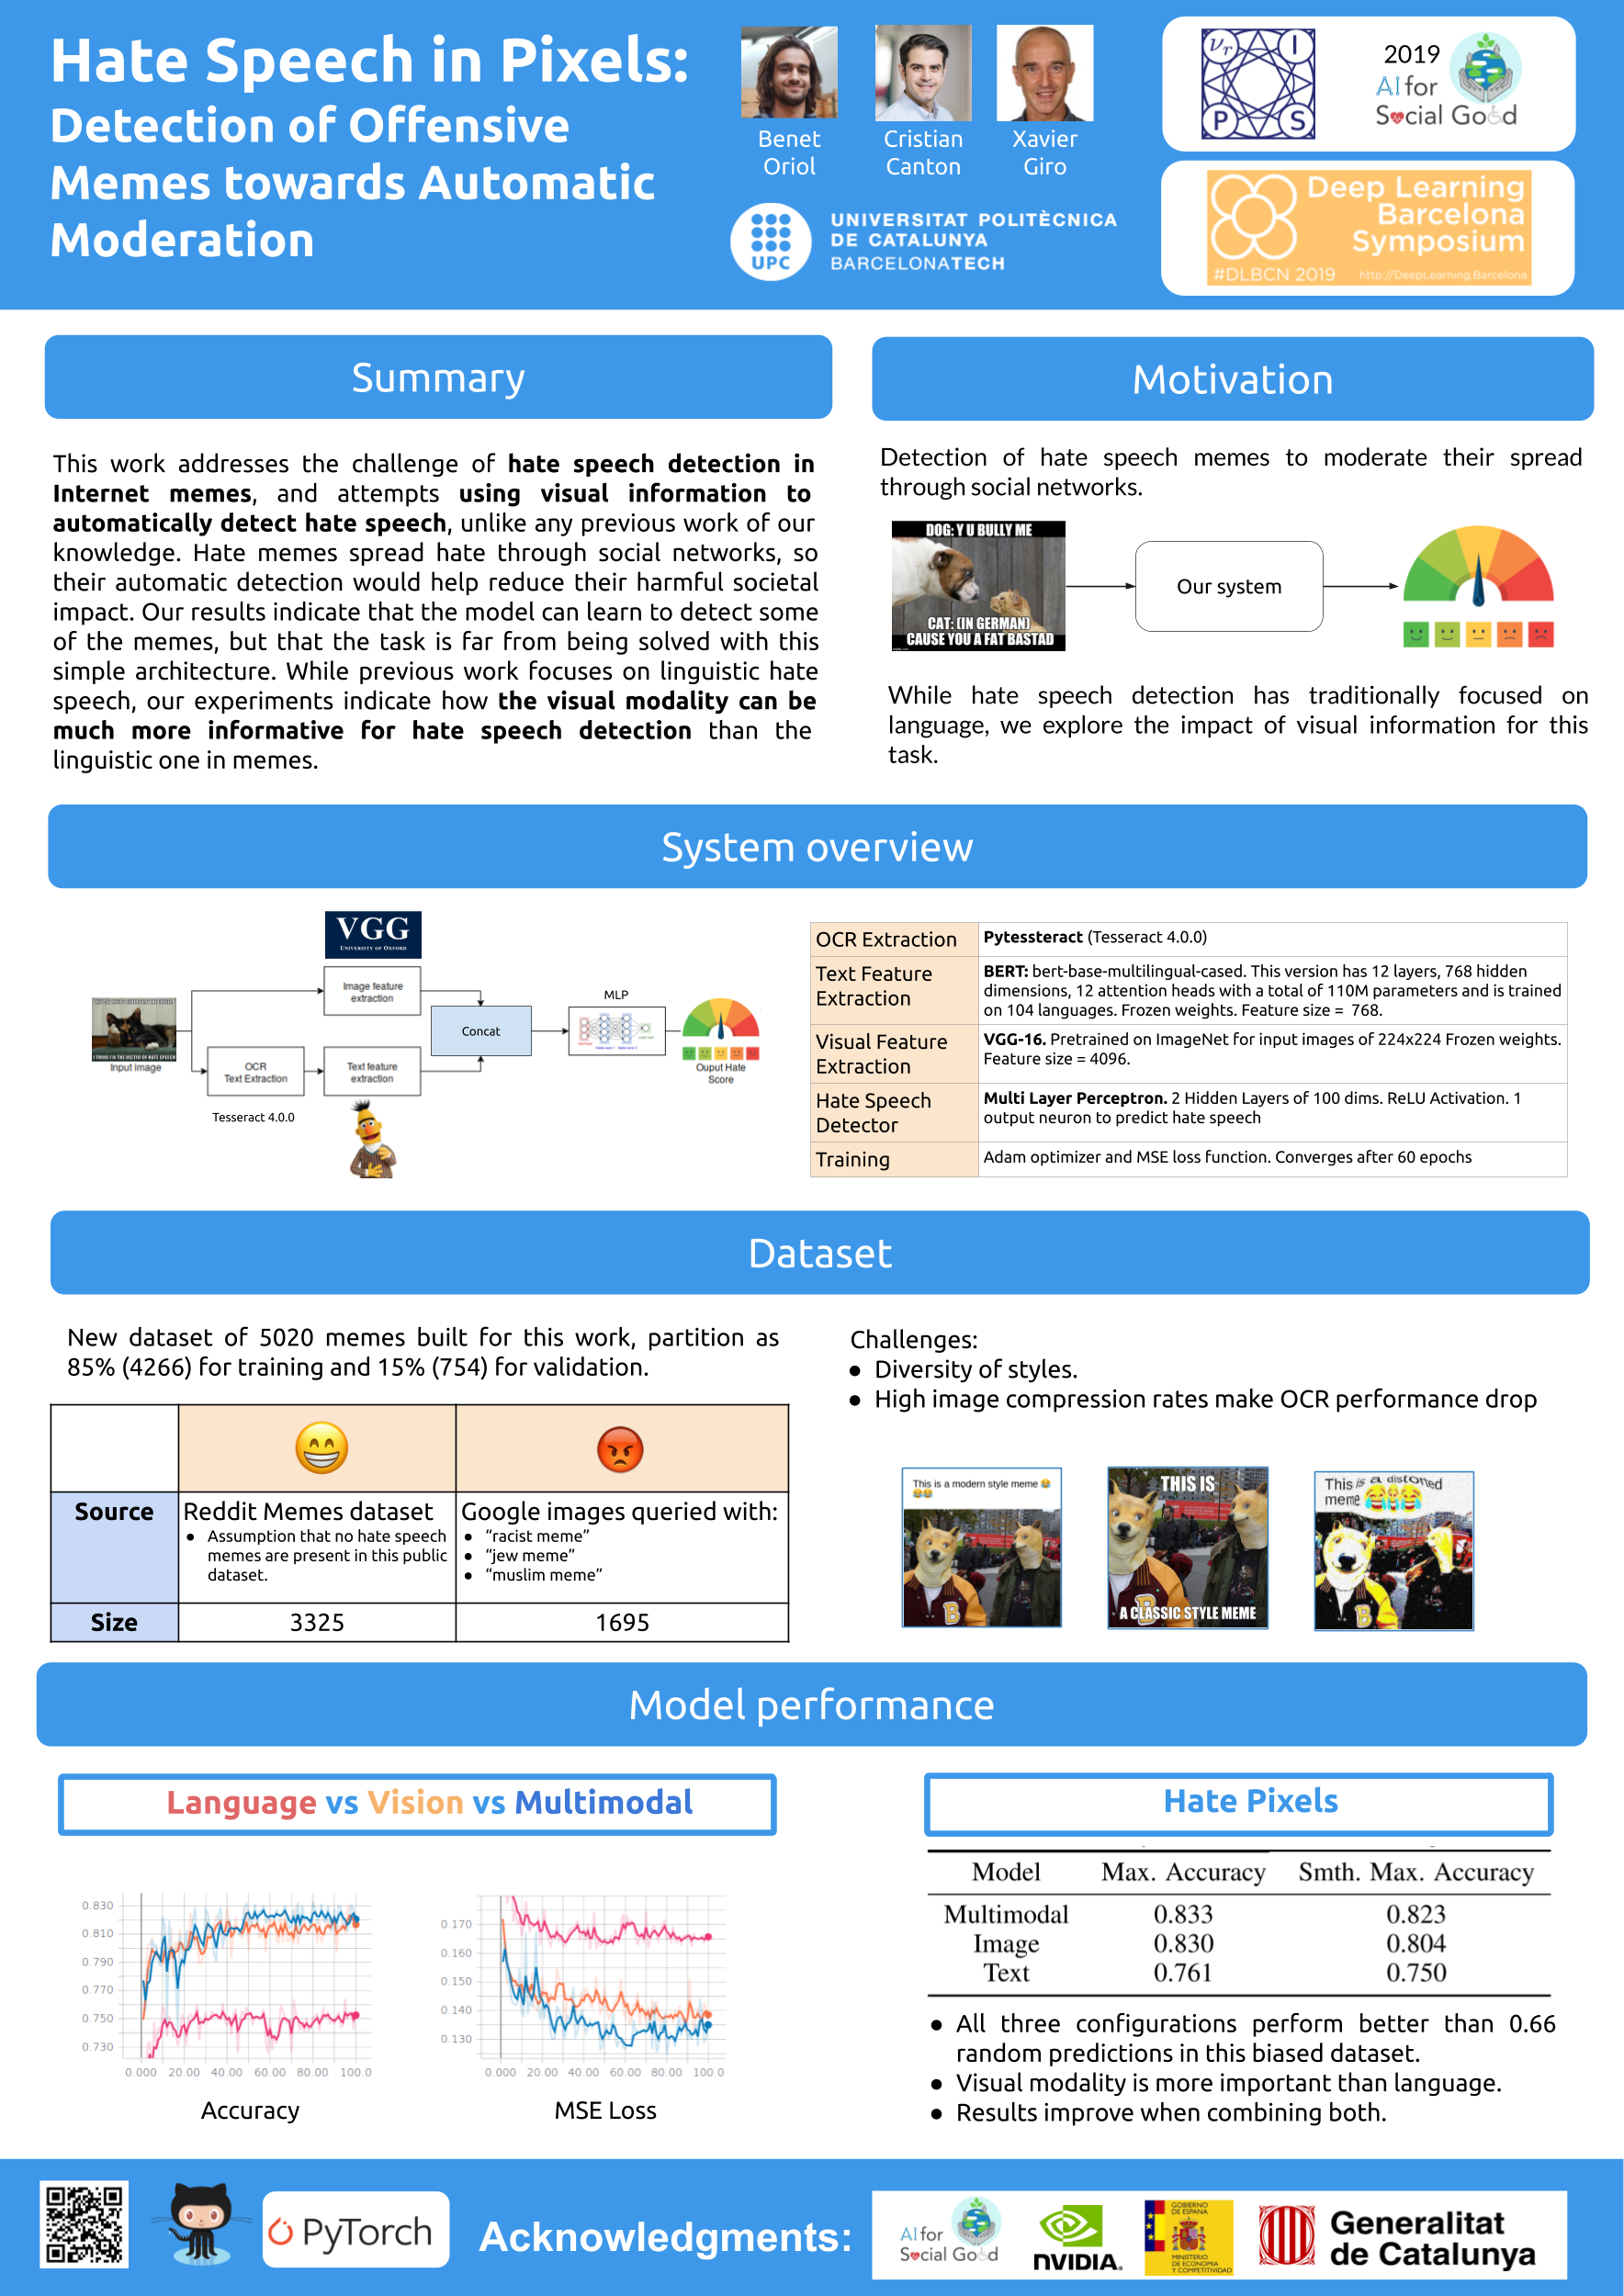 Hate Speech in Pixels:
Detection of Offensive
Memes towards Automatic
Moderation
Benet
Oriol
Cristian
Canton
Xavier
Giro
UPC
UNIVERSITAT POLITÈCNICA
DE CATALUNYA
BARCELONATECH
I
P
S
2019
AI for
Social Good
Deep Learning
Barcelona
Symposium
#DLBCN 2019
http://DeepLearning.Barcelona
Summary
This work addresses the challenge of hate speech detection in
Internet memes, and attempts using visual information to
automatically detect hate speech, unlike any previous work of our
knowledge. Hate memes spread hate through social networks, so
their automatic detection would help reduce their harmful societal
impact. Our results indicate that the model can learn to detect some
of the memes, but that the task is far from being solved with this
simple architecture. While previous work focuses on linguistic hate
speech, our experiments indicate how the visual modality can be
much more informative for hate speech detection than the
linguistic one in memes.
Motivation
Detection of hate speech memes to moderate their spread
through social networks.
DOG: Y U BULLY ME
CAT: (IN GERMAN)
CAUSE YOU A FAT BASTAD
Our system
While hate speech detection has traditionally focused on
language, we explore the impact of visual information for this
task.
System overview
VGG
UNIVERSITY OF OXFORD
Image feature
extraction
Input image
OCR
Text Extraction
Text feature
extraction
Tesseract 4.0.0
Concat
MLP
Ouput Hate
Score
OCR Extraction
Pytessteract (Tesseract 4.0.0)
Text Feature
Extraction
BERT: bert-base-multilingual-cased. This version has 12 layers, 768 hidden
dimensions, 12 attention heads with a total of 110M parameters and is trained
on 104 languages. Frozen weights. Feature size = 768.
Visual Feature
Extraction
VGG-16. Pretrained on ImageNet for input images of 224x224 Frozen weights.
Feature size = 4096.
Hate Speech
Detector
Multi Layer Perceptron. 2 Hidden Layers of 100 dims. ReLU Activation. 1
output neuron to predict hate speech
Training
Adam optimizer and MSE loss function. Converges after 60 epochs
Dataset
New dataset of 5020 memes built for this work, partition as
85% (4266) for training and 15% (754) for validation.
Source
Reddit Memes dataset
● Assumption that no hate speech
memes are present in this public
dataset.
Google images queried with:
● “racist meme”
● “jew meme”
● “muslim meme”
Size
3325
1695
Challenges:
● Diversity of styles.
● High image compression rates make OCR performance drop
This is a modern style meme
THIS IS
A CLASSIC STYLE MEME
This is a distorted
meme
Model performance
Language vs Vision vs Multimodal
0.830
0.810
0.790
0.770
0.750
0.730
0.000 20.00 40.00 60.00 80.00 100.0
Accuracy
0.170
0.160
0.150
0.140
0.130
0.000 20.00 40.00 60.00 80.00 100.0
MSE Loss
Hate Pixels
Model Max. Accuracy Smth. Max. Accuracy
Multimodal 0.833 0.823
Image 0.830 0.804
Text 0.761 0.750
● All three configurations perform better than 0.66
random predictions in this biased dataset.
● Visual modality is more important than language.
● Results improve when combining both.
PyTorch
Acknowledgments:
AI for
Social Good
NVIDIA.
GOBIERNO
DE ESPAÑA
MINISTERIO
DE ECONOMIA
Y COMPETITIVIDAD
Generalitat
de Catalunya